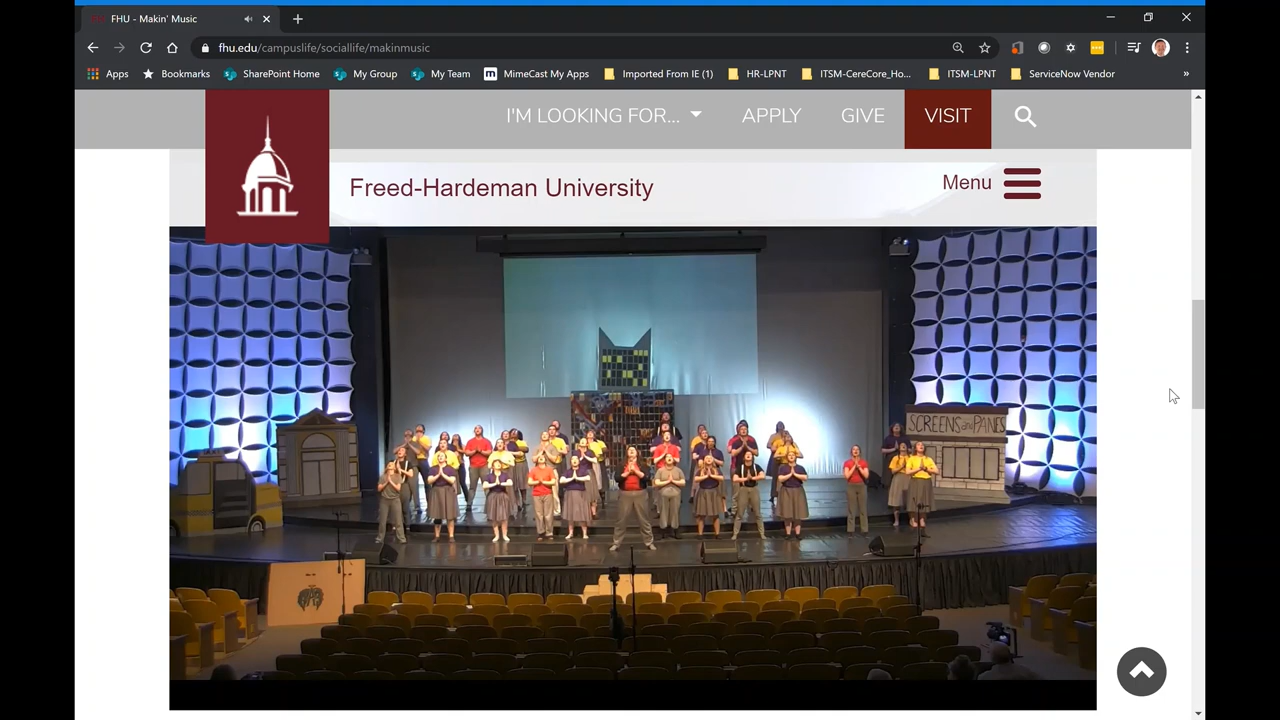 FHU - Makin' Music
fhu.edu/campuslife/sociallife/makinmusic
Apps Bookmarks SharePoint Home My Group My Team MimeCast My Apps Imported From IE (1) HR-LPNT ITSM-CereCore_Ho... ITSM-LPNT ServiceNow Vendor »
I'M LOOKING FOR... APPLY GIVE VISIT
Freed-Hardeman University Menu
SCREENS and PANES